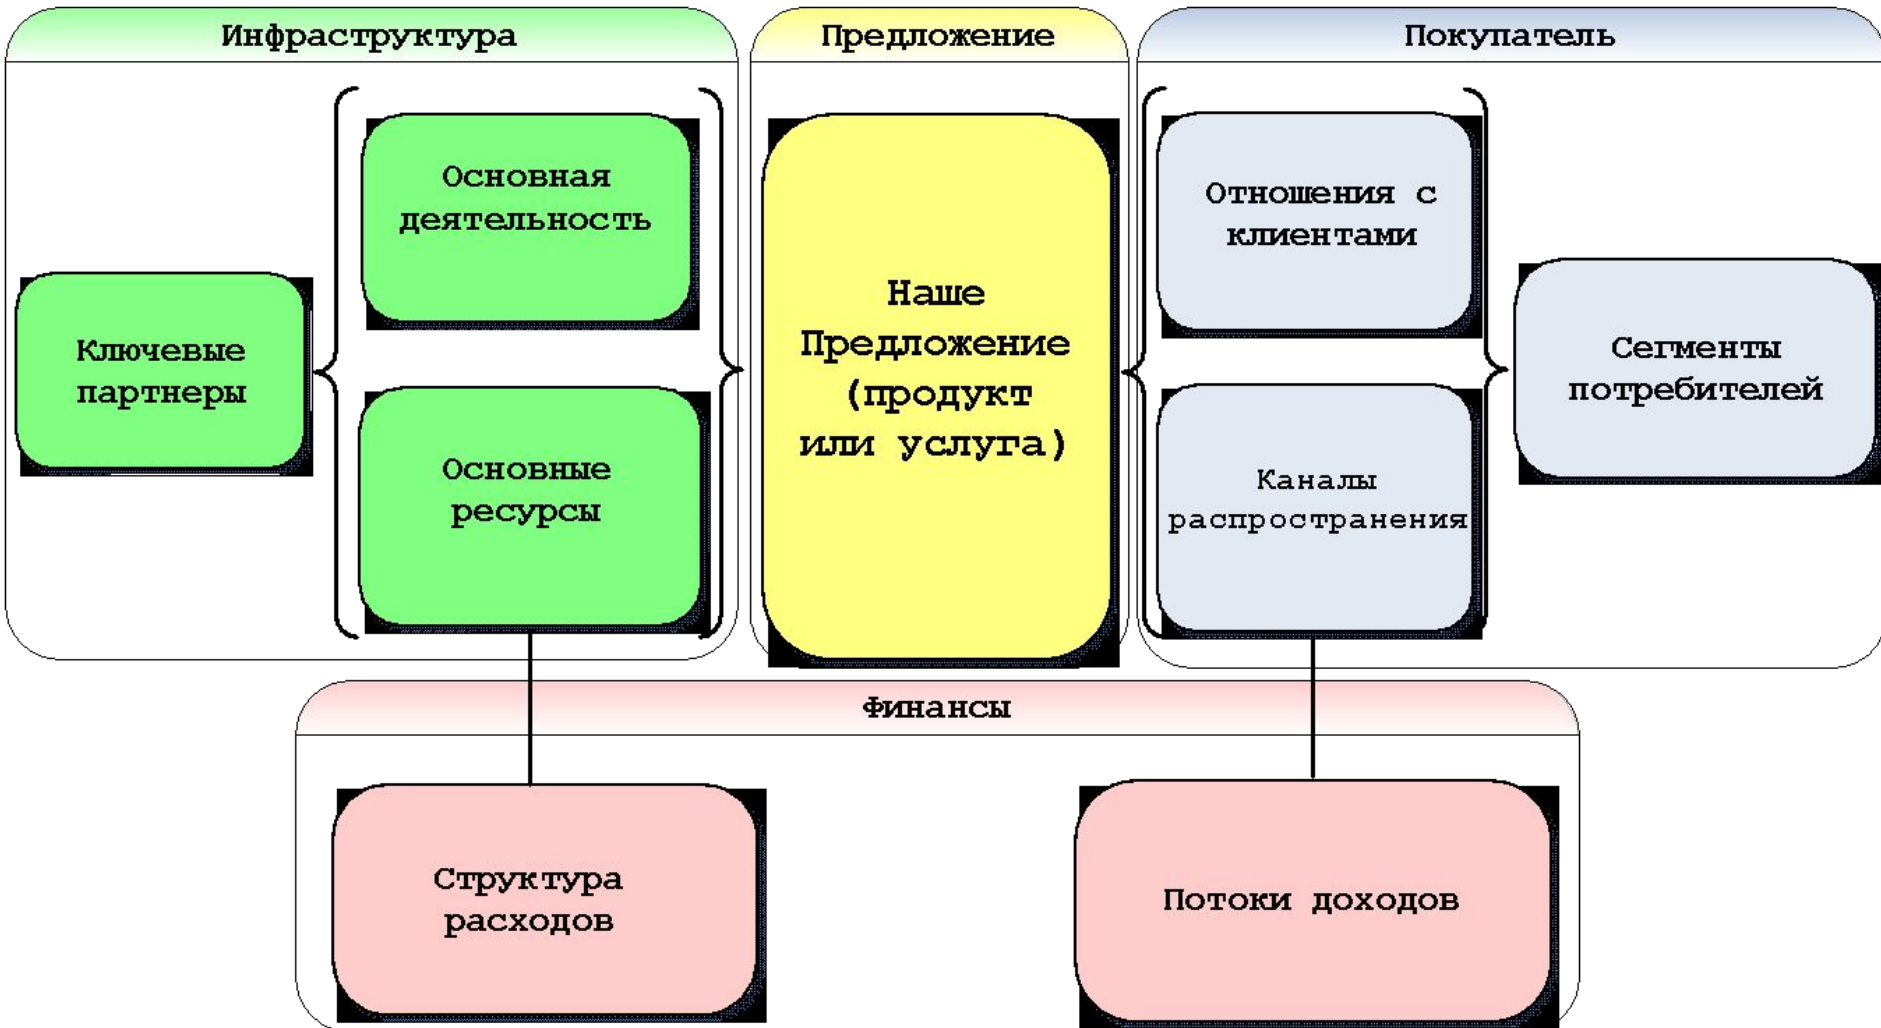 Инфраструктура
Предложение
Покупатель
Ключевые
партнеры
Основная
деятельность
Основные
ресурсы
Наше
Предложение
(продукт
или услуга)
Отношения с
клиентами
Каналы
распространения
Сегменты
потребителей
Финансы
Структура
расходов
Потоки доходов